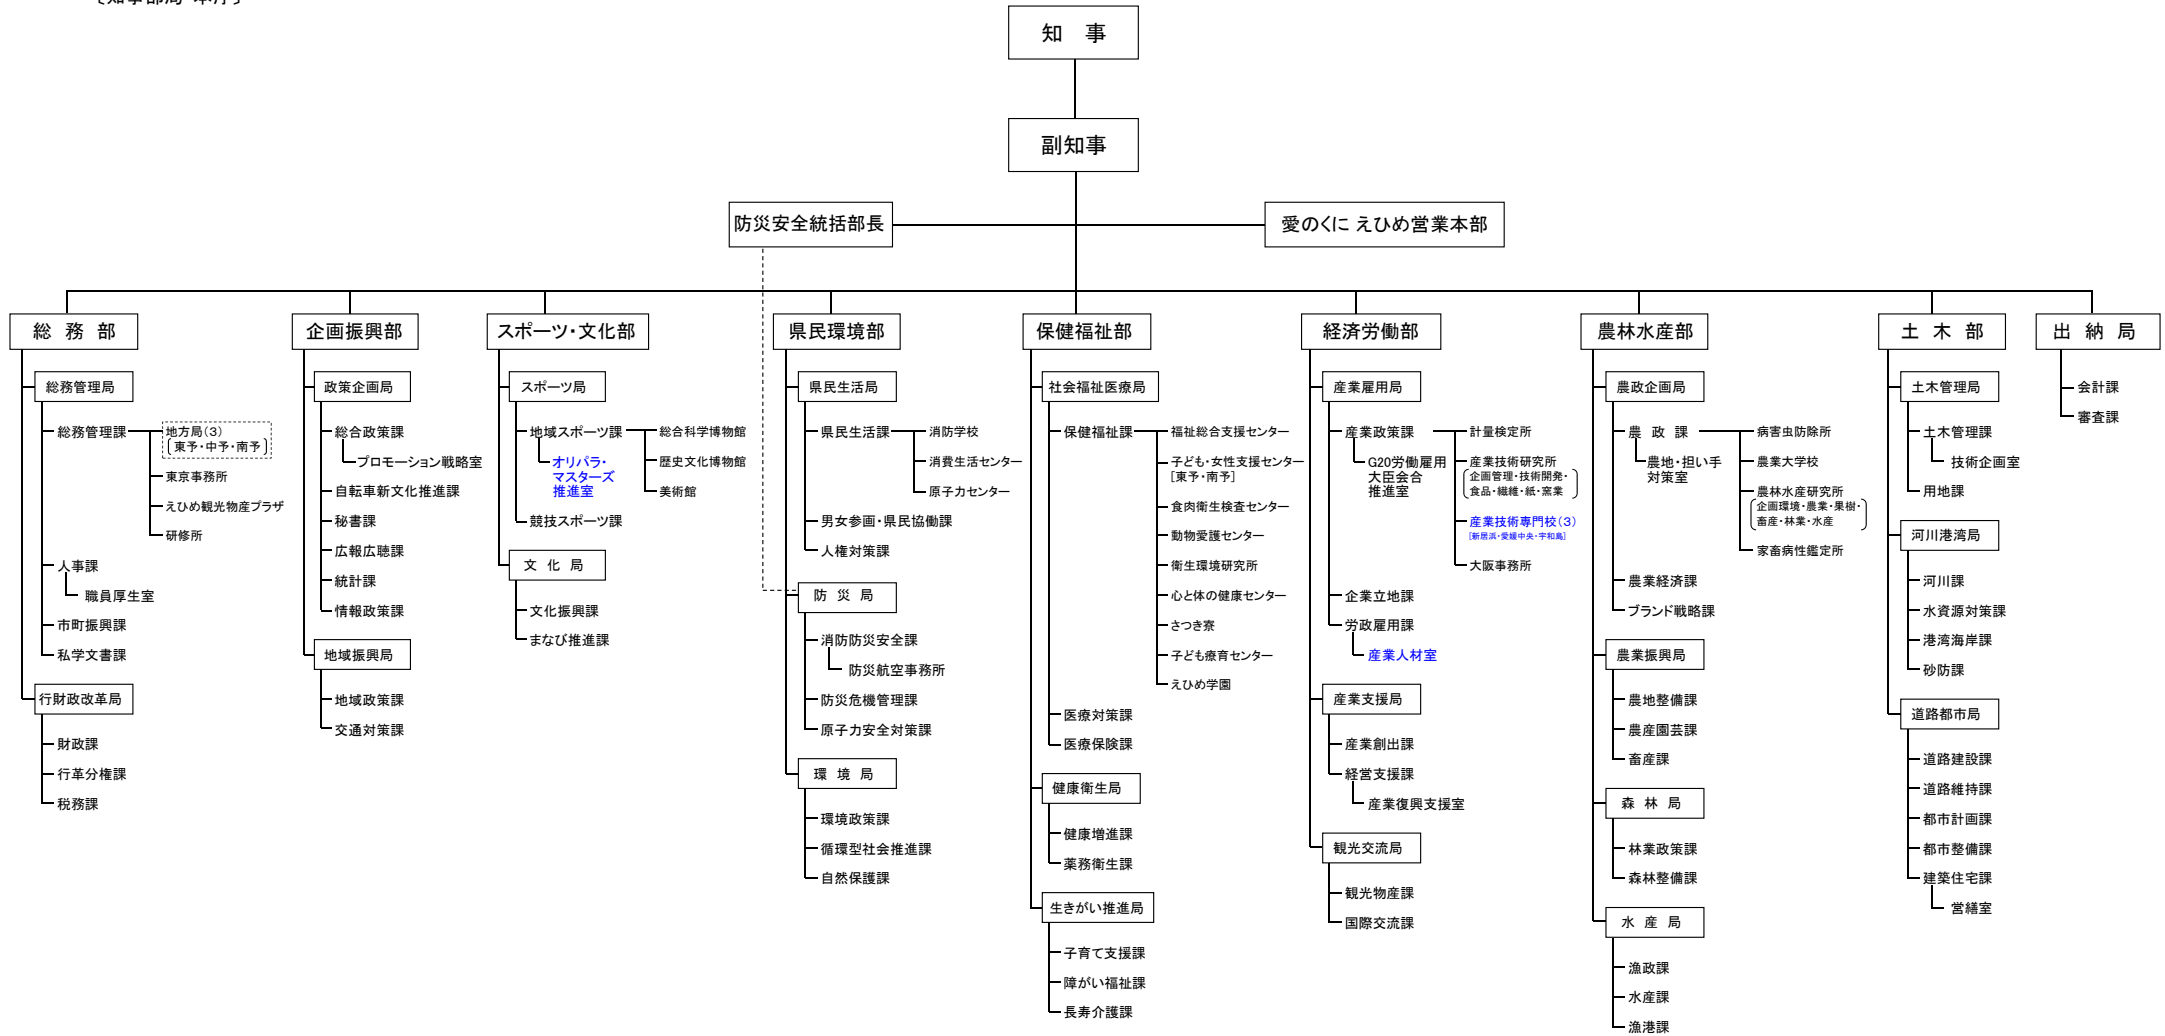 〔知事部局・本庁〕
知　事
副知事
防災安全統括部長
愛のくに えひめ営業本部
総　務　部
総務管理局
総務管理課
地方局(3)
〔東予・中予・南予〕
東京事務所
えひめ観光物産プラザ
研修所
人事課
職員厚生室
市町振興課
私学文書課
行財政改革局
財政課
行革分権課
税務課
企画振興部
政策企画局
総合政策課
プロモーション戦略室
自転車新文化推進課
秘書課
広報広聴課
統計課
情報政策課
地域振興局
地域政策課
交通対策課
スポーツ・文化部
スポーツ局
地域スポーツ課
総合科学博物館
歴史文化博物館
美術館
オリパラ・
マスターズ
推進室
競技スポーツ課
文 化 局
文化振興課
まなび推進課
県民環境部
県民生活局
県民生活課
消防学校
消費生活センター
原子力センター
男女参画・県民協働課
人権対策課
防 災 局
消防防災安全課
防災航空事務所
防災危機管理課
原子力安全対策課
環 境 局
環境政策課
循環型社会推進課
自然保護課
保健福祉部
社会福祉医療局
保健福祉課
福祉総合支援センター
子ども・女性支援センター
[東予・南予]
食肉衛生検査センター
動物愛護センター
衛生環境研究所
心と体の健康センター
さつき寮
子ども療育センター
えひめ学園
医療対策課
医療保険課
健康衛生局
健康増進課
薬務衛生課
生きがい推進局
子育て支援課
障がい福祉課
長寿介護課
経済労働部
産業雇用局
産業政策課
G20労働雇用
大臣会合
推進室
計量検定所
産業技術研究所
企画管理・技術開発・
食品・繊維・紙・窯業
産業技術専門校(3)
[新居浜・愛媛中央・宇和島]
大阪事務所
企業立地課
労政雇用課
産業人材室
産業支援局
産業創出課
経営支援課
産業復興支援室
観光交流局
観光物産課
国際交流課
農林水産部
農政企画局
農 政 課
農地・担い手
対策室
病害虫防除所
農業大学校
農林水産研究所
企画環境・農業・果樹・
畜産・林業・水産
家畜病性鑑定所
農業経済課
ブランド戦略課
農業振興局
農地整備課
農産園芸課
畜産課
森 林 局
林業政策課
森林整備課
水 産 局
漁政課
水産課
漁港課
土 木 部
土木管理局
土木管理課
技術企画室
用地課
河川港湾局
河川課
水資源対策課
港湾海岸課
砂防課
道路都市局
道路建設課
道路維持課
都市計画課
都市整備課
建築住宅課
営繕室
出 納 局
会計課
審査課